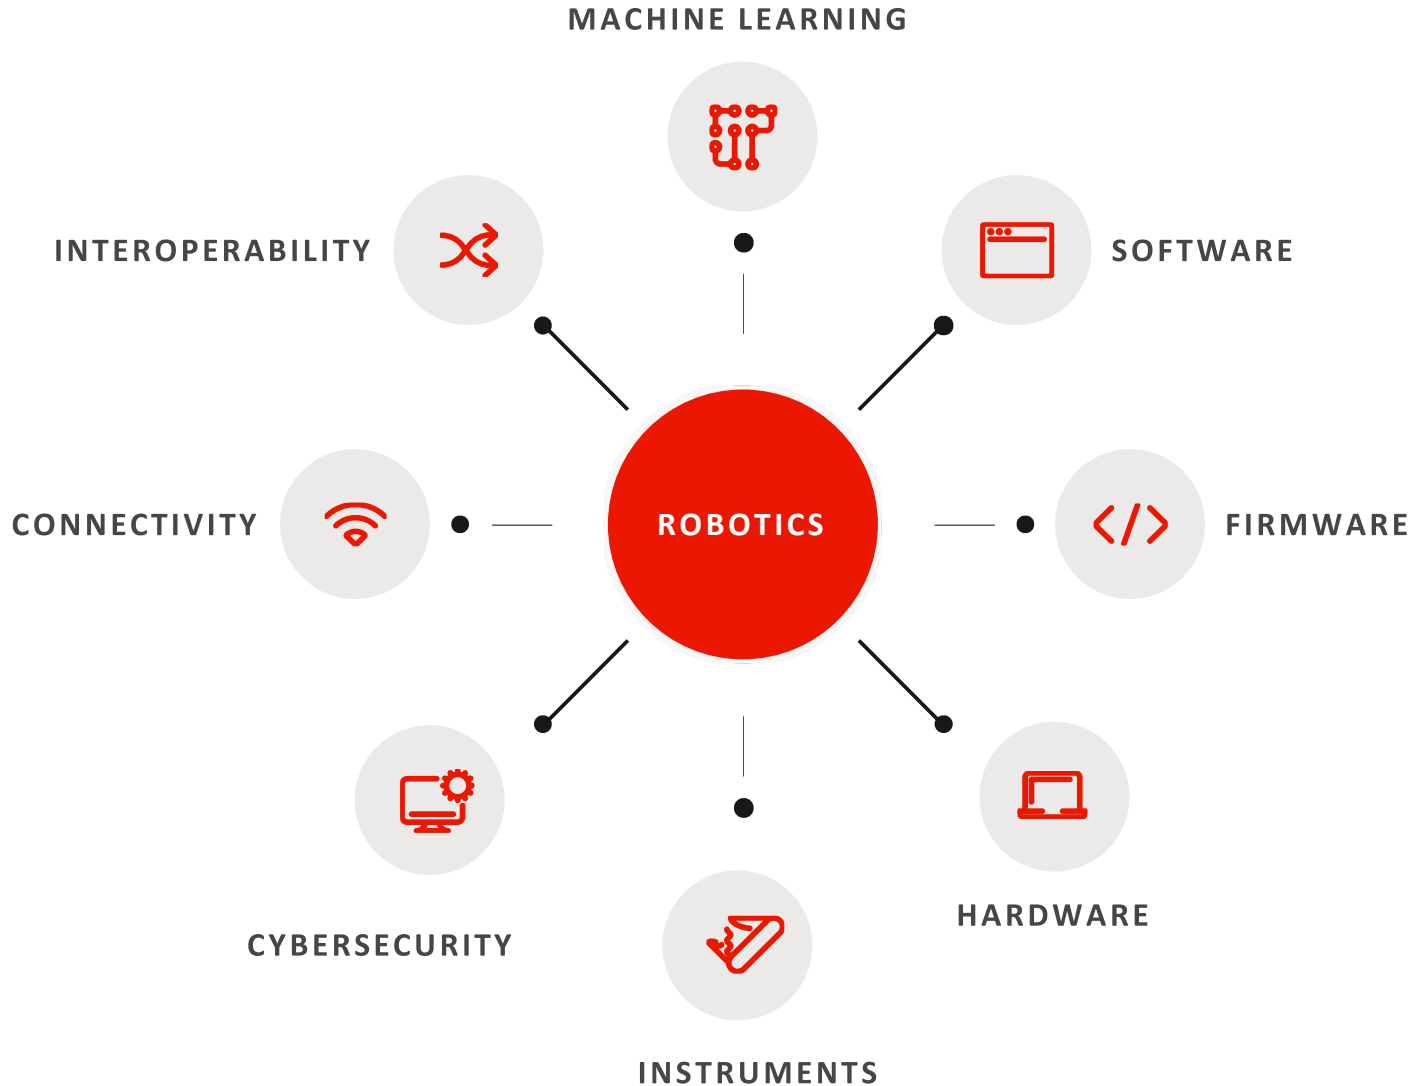 MACHINE LEARNING
INTEROPERABILITY
SOFTWARE
CONNECTIVITY
ROBOTICS
FIRMWARE
HARDWARE
CYBERSECURITY
INSTRUMENTS